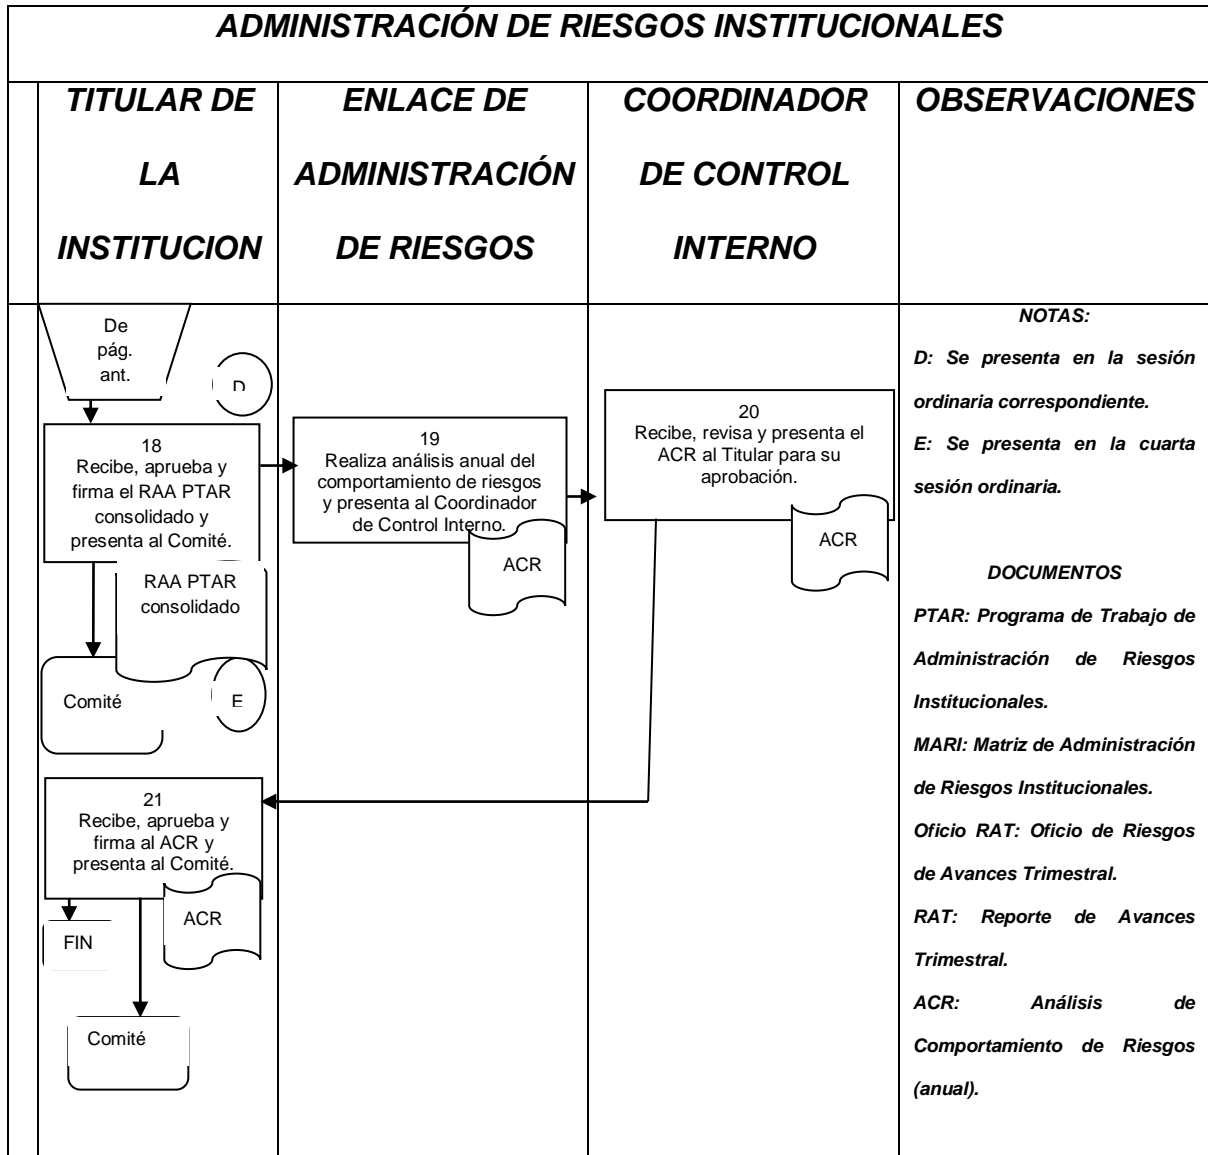 ADMINISTRACIÓN DE RIESGOS INSTITUCIONALES
TITULAR DE
LA
INSTITUCION
ENLACE DE
ADMINISTRACIÓN
DE RIESGOS
COORDINADOR
DE CONTROL
INTERNO
OBSERVACIONES
De
pág.
ant.
D
18
Recibe, aprueba y
firma el RAA PTAR
consolidado y
presenta al Comité.
RAA PTAR
consolidado
Comité
E
19
Realiza análisis anual del
comportamiento de riesgos
y presenta al Coordinador
de Control Interno.
ACR
20
Recibe, revisa y presenta el
ACR al Titular para su
aprobación.
ACR
21
Recibe, aprueba y
firma al ACR y
presenta al Comité.
ACR
FIN
Comité
NOTAS:
D: Se presenta en la sesión
ordinaria correspondiente.
E: Se presenta en la cuarta
sesión ordinaria.
DOCUMENTOS
PTAR: Programa de Trabajo de
Administración de Riesgos
Institucionales.
MARI: Matriz de Administración
de Riesgos Institucionales.
Oficio RAT: Oficio de Riesgos
de Avances Trimestral.
RAT: Reporte de Avances
Trimestral.
ACR: Análisis de
Comportamiento de Riesgos
(anual).